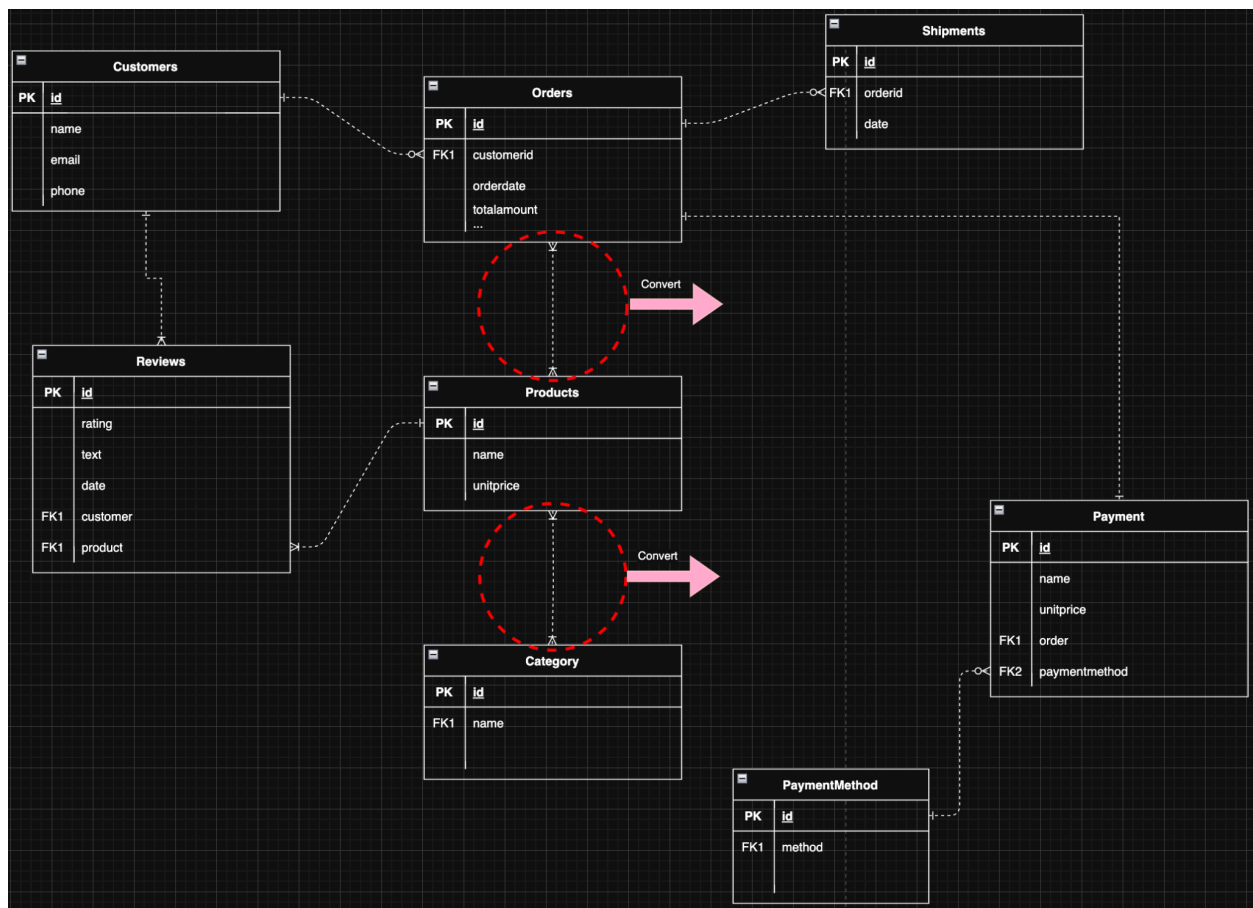 Customers
PK id
name
email
phone
Orders
PK id
FK1 customerid
orderdate
totalamount
...
Shipments
PK id
FK1 orderid
date
Convert
Reviews
PK id
rating
text
date
FK1 customer
FK1 product
Products
PK id
name
unitprice
Convert
Category
PK id
FK1 name
Payment
PK id
name
unitprice
FK1 order
FK2 paymentmethod
PaymentMethod
PK id
FK1 method